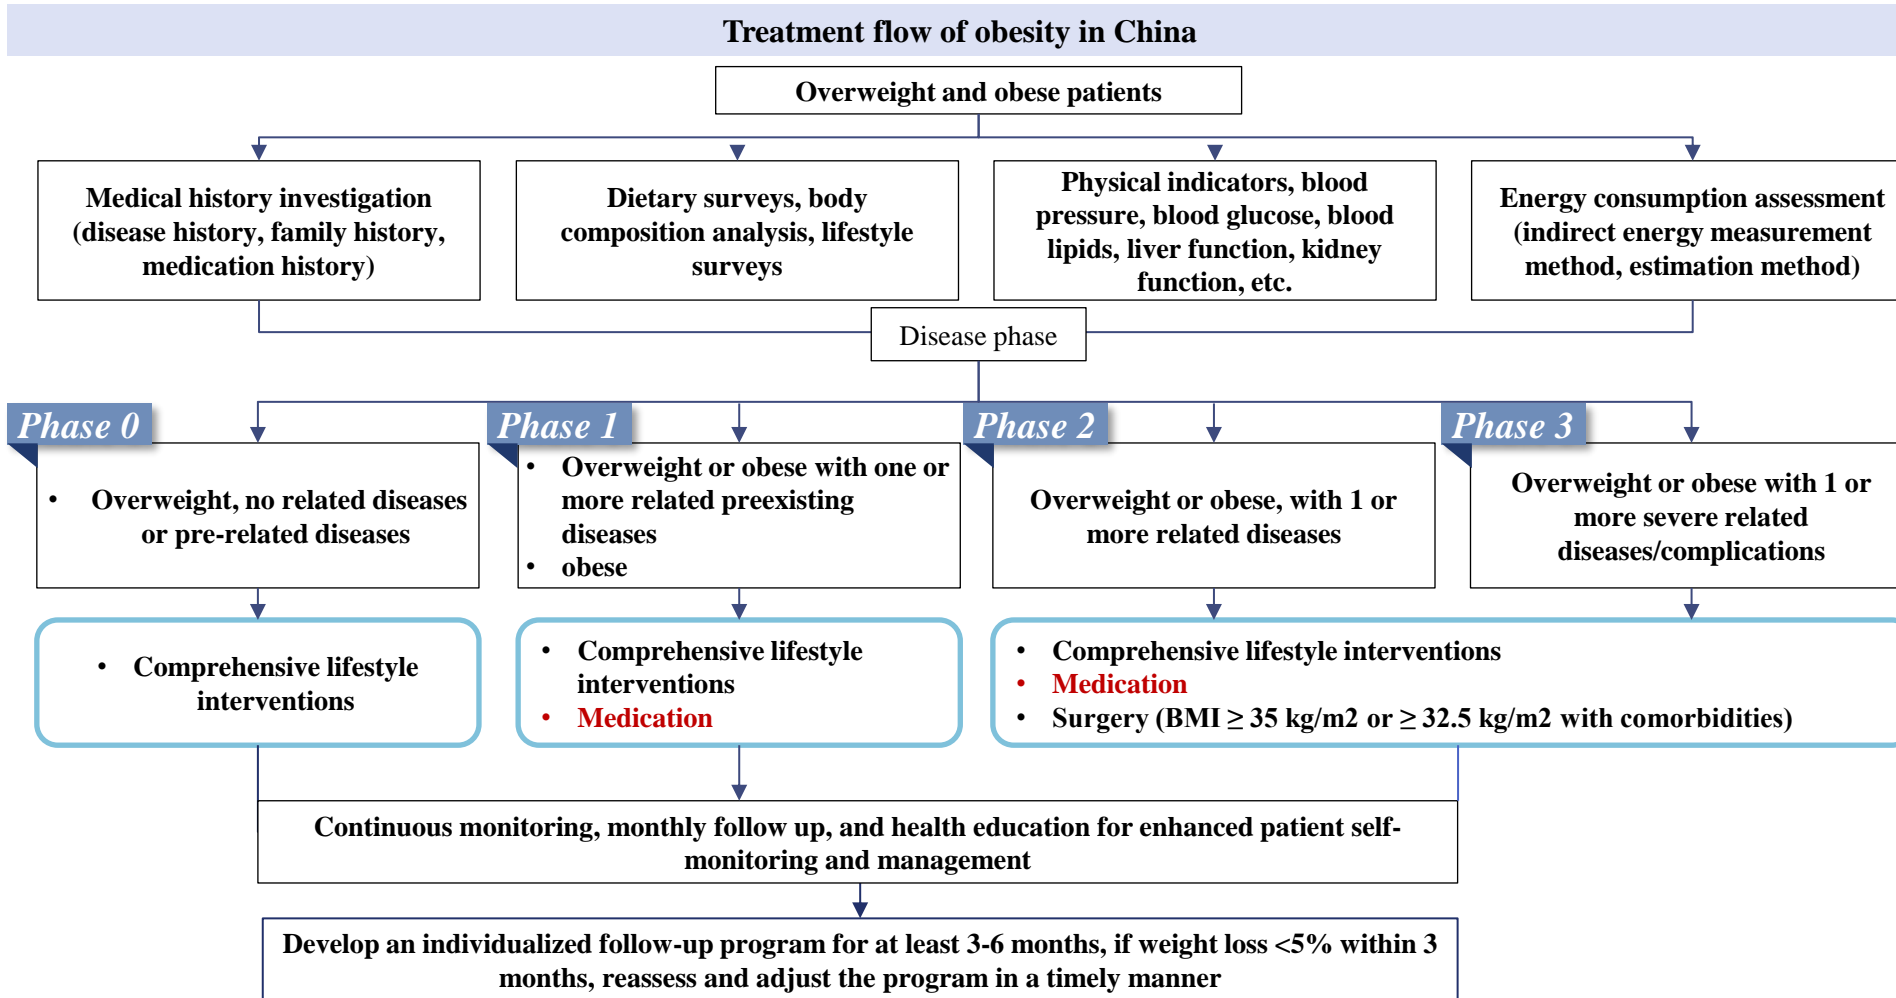 Treatment flow of obesity in China
Overweight and obese patients
Medical history investigation
(disease history, family history,
medication history)
Dietary surveys, body
composition analysis, lifestyle
surveys
Physical indicators, blood
pressure, blood glucose, blood
lipids, liver function, kidney
function, etc.
Energy consumption assessment
(indirect energy measurement
method, estimation method)
Disease phase
Phase 0
• Overweight, no related diseases
or pre-related diseases
Phase 1
• Overweight or obese with one or
more related preexisting
diseases
• obese
Phase 2
Overweight or obese, with 1 or
more related diseases
Phase 3
Overweight or obese with 1 or
more severe related
diseases/complications
• Comprehensive lifestyle
interventions
• Comprehensive lifestyle
interventions
• Medication
• Comprehensive lifestyle interventions
• Medication
• Surgery (BMI ≥ 35 kg/m2 or ≥ 32.5 kg/m2 with comorbidities)
Continuous monitoring, monthly follow up, and health education for enhanced patient self-
monitoring and management
Develop an individualized follow-up program for at least 3-6 months, if weight loss <5% within 3
months, reassess and adjust the program in a timely manner